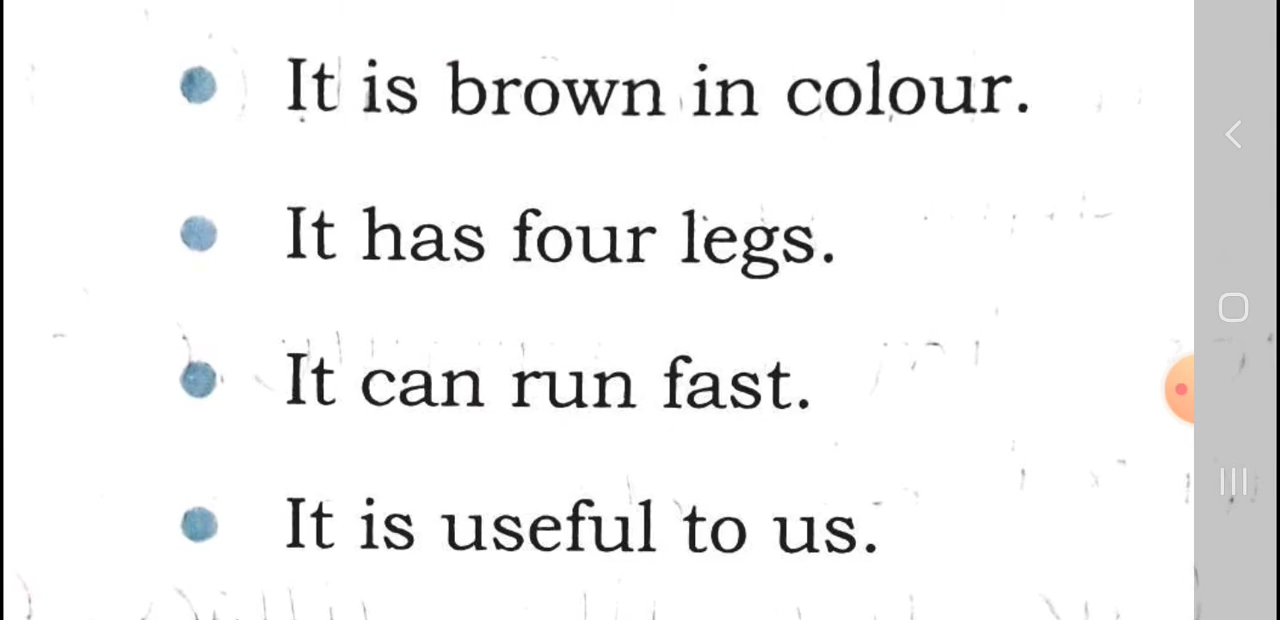 It is brown in colour.
It has four legs.
It can run fast.
It is useful to us.